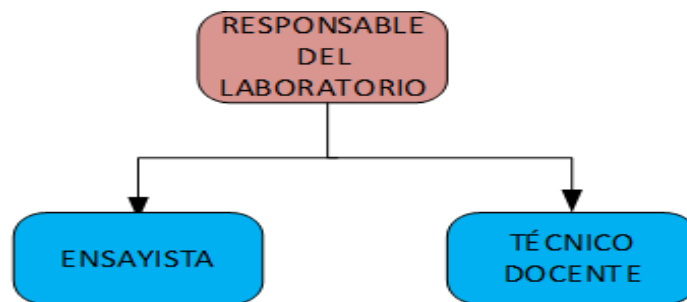 RESPONSABLE
DEL
LABORATORIO
ENSAYISTA
TÉCNICO
DOCENTE